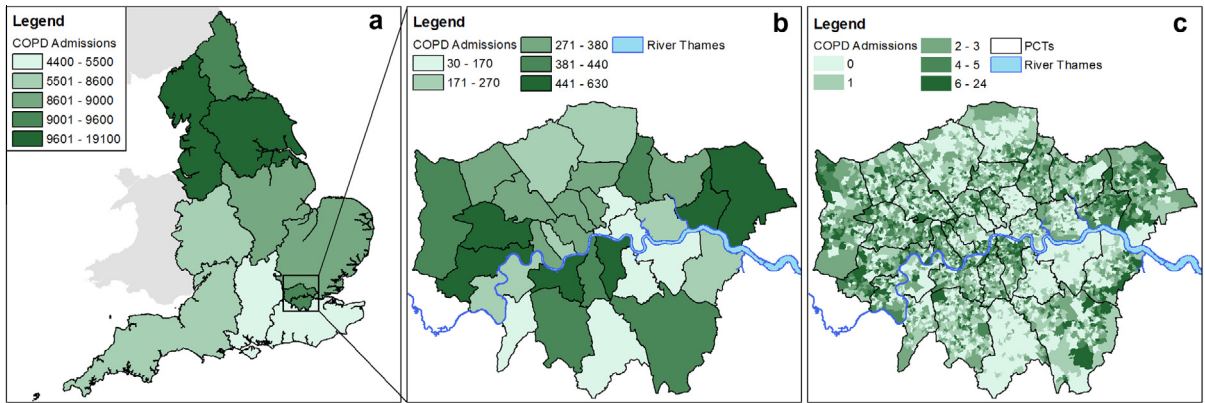 Legend
a
COPD Admissions
4400 - 5500
5501 - 8600
8601 - 9000
9001 - 9600
9601 - 19100
Legend
b
COPD Admissions
30 - 170
171 - 270
271 - 380
381 - 440
441 - 630
River Thames
Legend
c
COPD Admissions
0
1
2 - 3
4 - 5
6 - 24
PCTs
River Thames